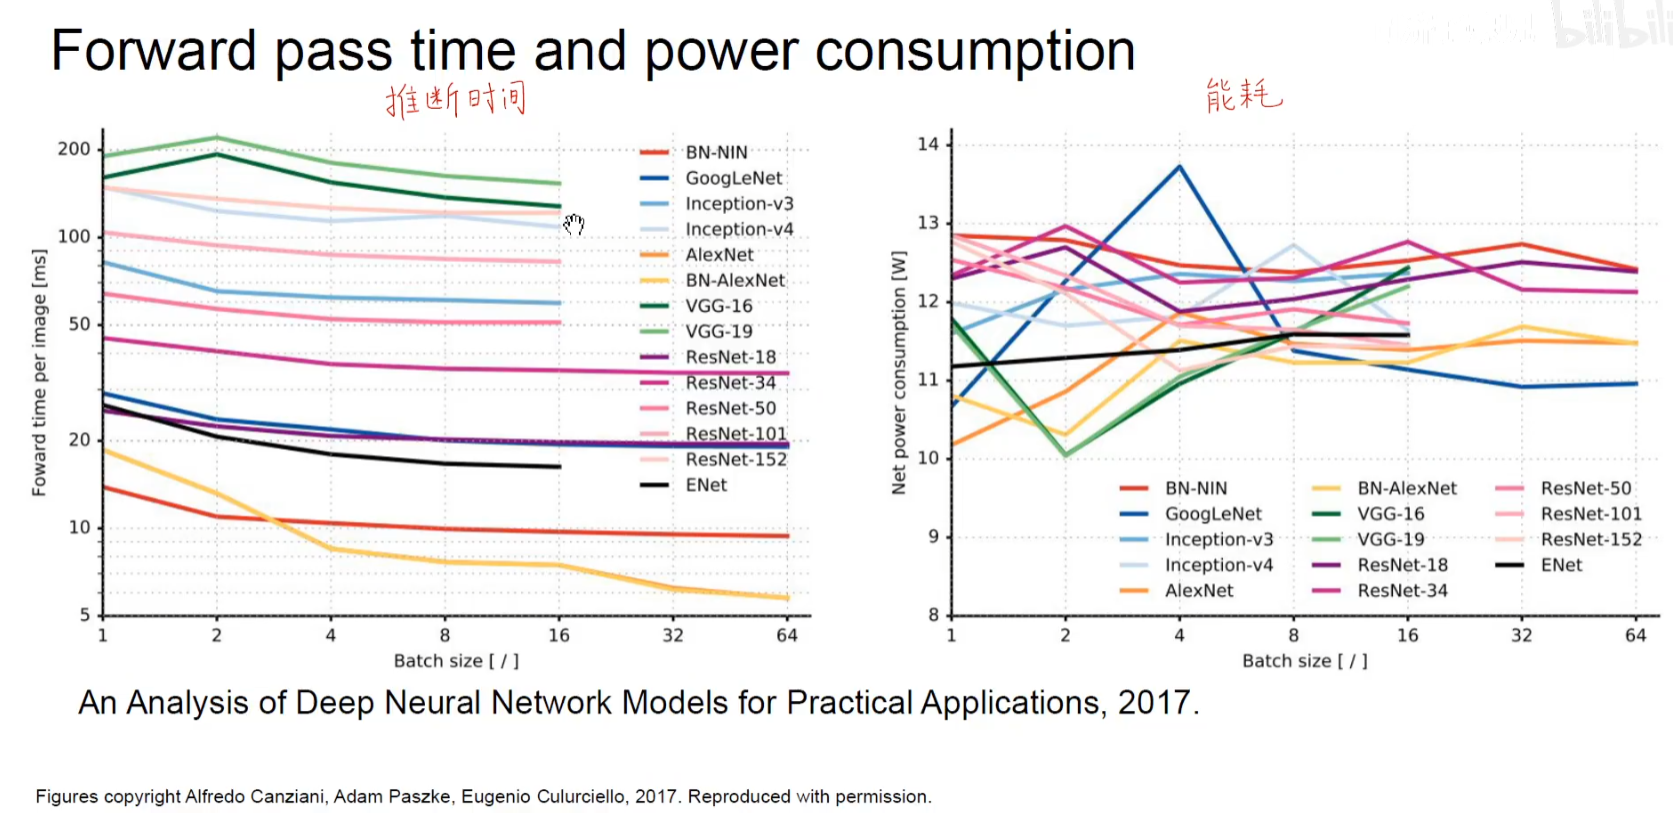 Forward pass time and power consumption
推断时间
能耗
bilibili
200
100
50
20
10
5
1 2 4 8 16 32 64
Foward time per image [ms]
Batch size [ / ]
BN-NIN
GoogLeNet
Inception-v3
Inception-v4
AlexNet
BN-AlexNet
VGG-16
VGG-19
ResNet-18
ResNet-34
ResNet-50
ResNet-101
ResNet-152
ENet
14
13
12
11
10
9
8
1 2 4 8 16 32 64
Net power consumption [W]
Batch size [ / ]
BN-NIN
GoogLeNet
Inception-v3
Inception-v4
AlexNet
BN-AlexNet
VGG-16
VGG-19
ResNet-18
ResNet-34
ResNet-50
ResNet-101
ResNet-152
ENet
An Analysis of Deep Neural Network Models for Practical Applications, 2017.
Figures copyright Alfredo Canziani, Adam Paszke, Eugenio Culurciello, 2017. Reproduced with permission.